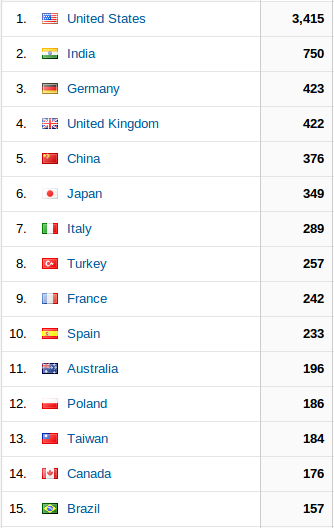 1. United States 3,415
2. India 750
3. Germany 423
4. United Kingdom 422
5. China 376
6. Japan 349
7. Italy 289
8. Turkey 257
9. France 242
10. Spain 233
11. Australia 196
12. Poland 186
13. Taiwan 184
14. Canada 176
15. Brazil 157